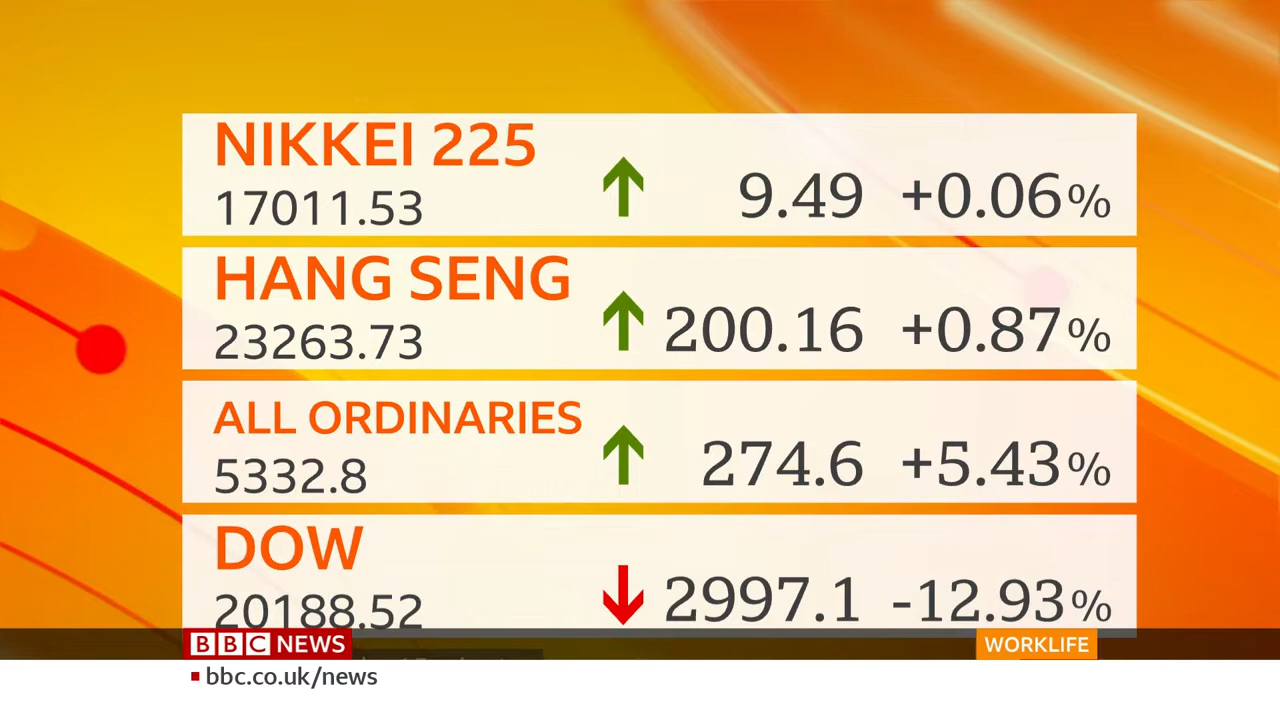 NIKKEI 225
17011.53 9.49 +0.06%
HANG SENG
23263.73 200.16 +0.87%
ALL ORDINARIES
5332.8 274.6 +5.43%
DOW
20188.52 2997.1 -12.93%
BBC NEWS WORKLIFE
bbc.co.uk/news